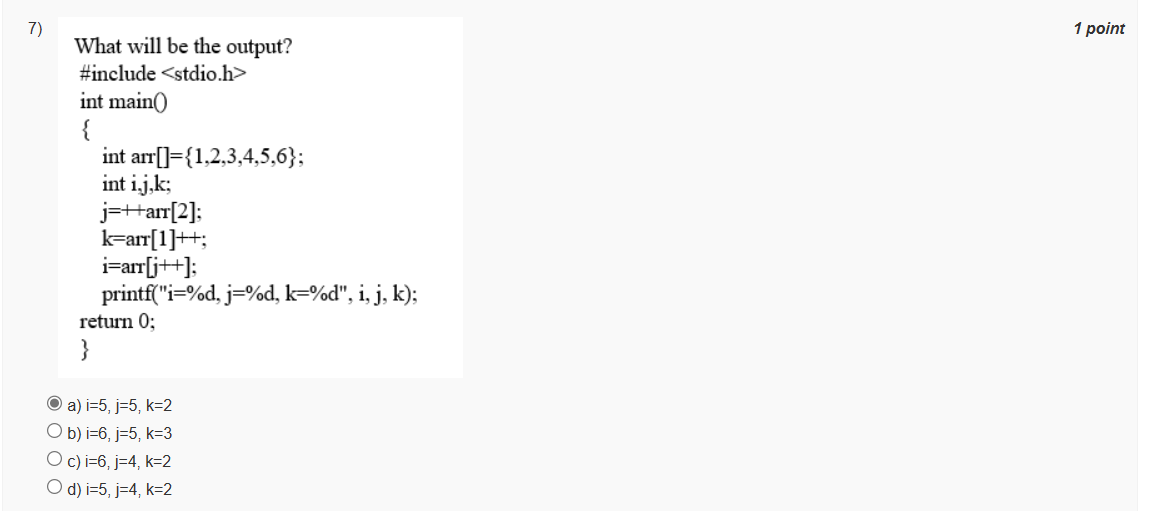 7)
1 point
What will be the output?
#include <stdio.h>
int main()
{
int arr[]={1,2,3,4,5,6};
int i,j,k;
j=++arr[2];
k=arr[1]++;
i=arr[j++];
printf("i=%d, j=%d, k=%d", i, j, k);
return 0;
}
a) i=5, j=5, k=2
b) i=6, j=5, k=3
c) i=6, j=4, k=2
d) i=5, j=4, k=2